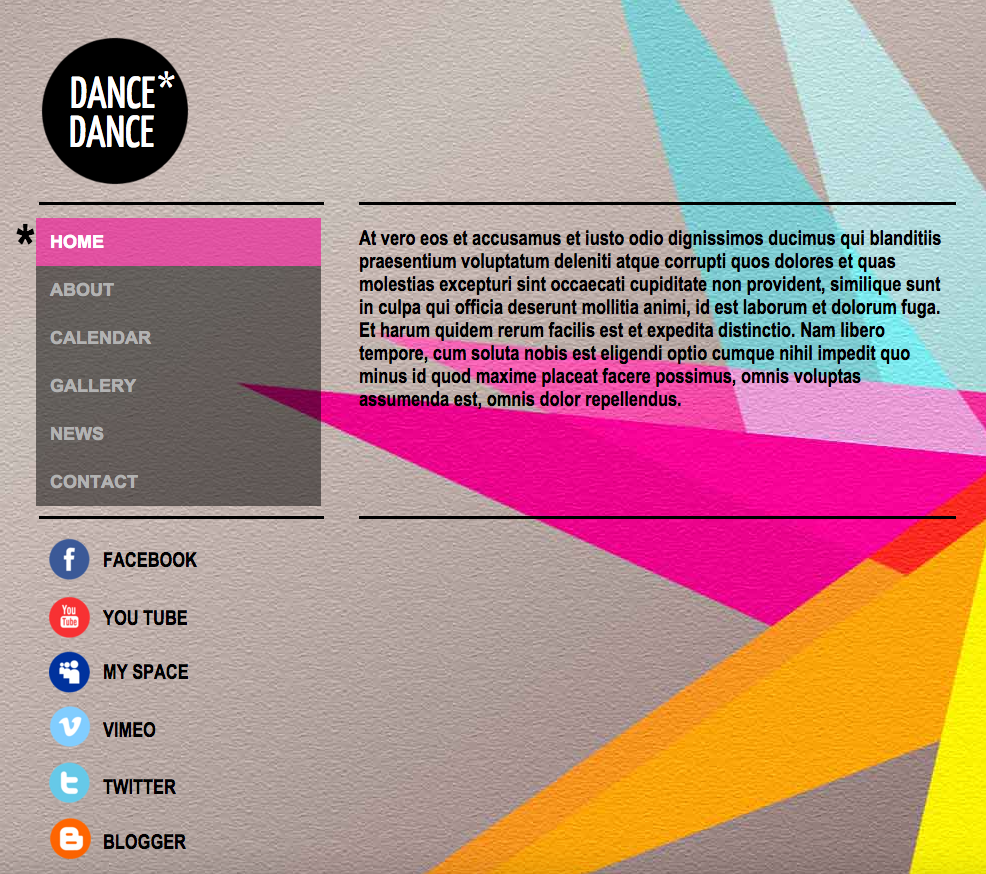 DANCE*
DANCE
* HOME
ABOUT
CALENDAR
GALLERY
NEWS
CONTACT
At vero eos et accusamus et iusto odio dignissimos ducimus qui blanditiis
praesentium voluptatum deleniti atque corrupti quos dolores et quas
molestias excepturi sint occaecati cupiditate non provident, similique sunt
in culpa qui officia deserunt mollitia animi, id est laborum et dolorum fuga.
Et harum quidem rerum facilis est et expedita distinctio. Nam libero
tempore, cum soluta nobis est eligendi optio cumque nihil impedit quo
minus id quod maxime placeat facere possimus, omnis voluptas
assumenda est, omnis dolor repellendus.
f FACEBOOK
You
Tube
YOU TUBE
MY SPACE
VIMEO
TWITTER
BLOGGER